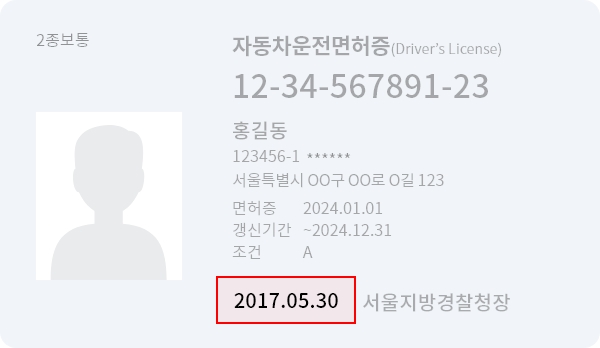 2종보통
자동차운전면허증(Driver's License)
12-34-567891-23
홍길동
123456-1 ******
서울특별시 OO구 OO로 O길 123
면허증 2024.01.01
갱신기간 ~2024.12.31
조건 A
2017.05.30 서울지방경찰청장